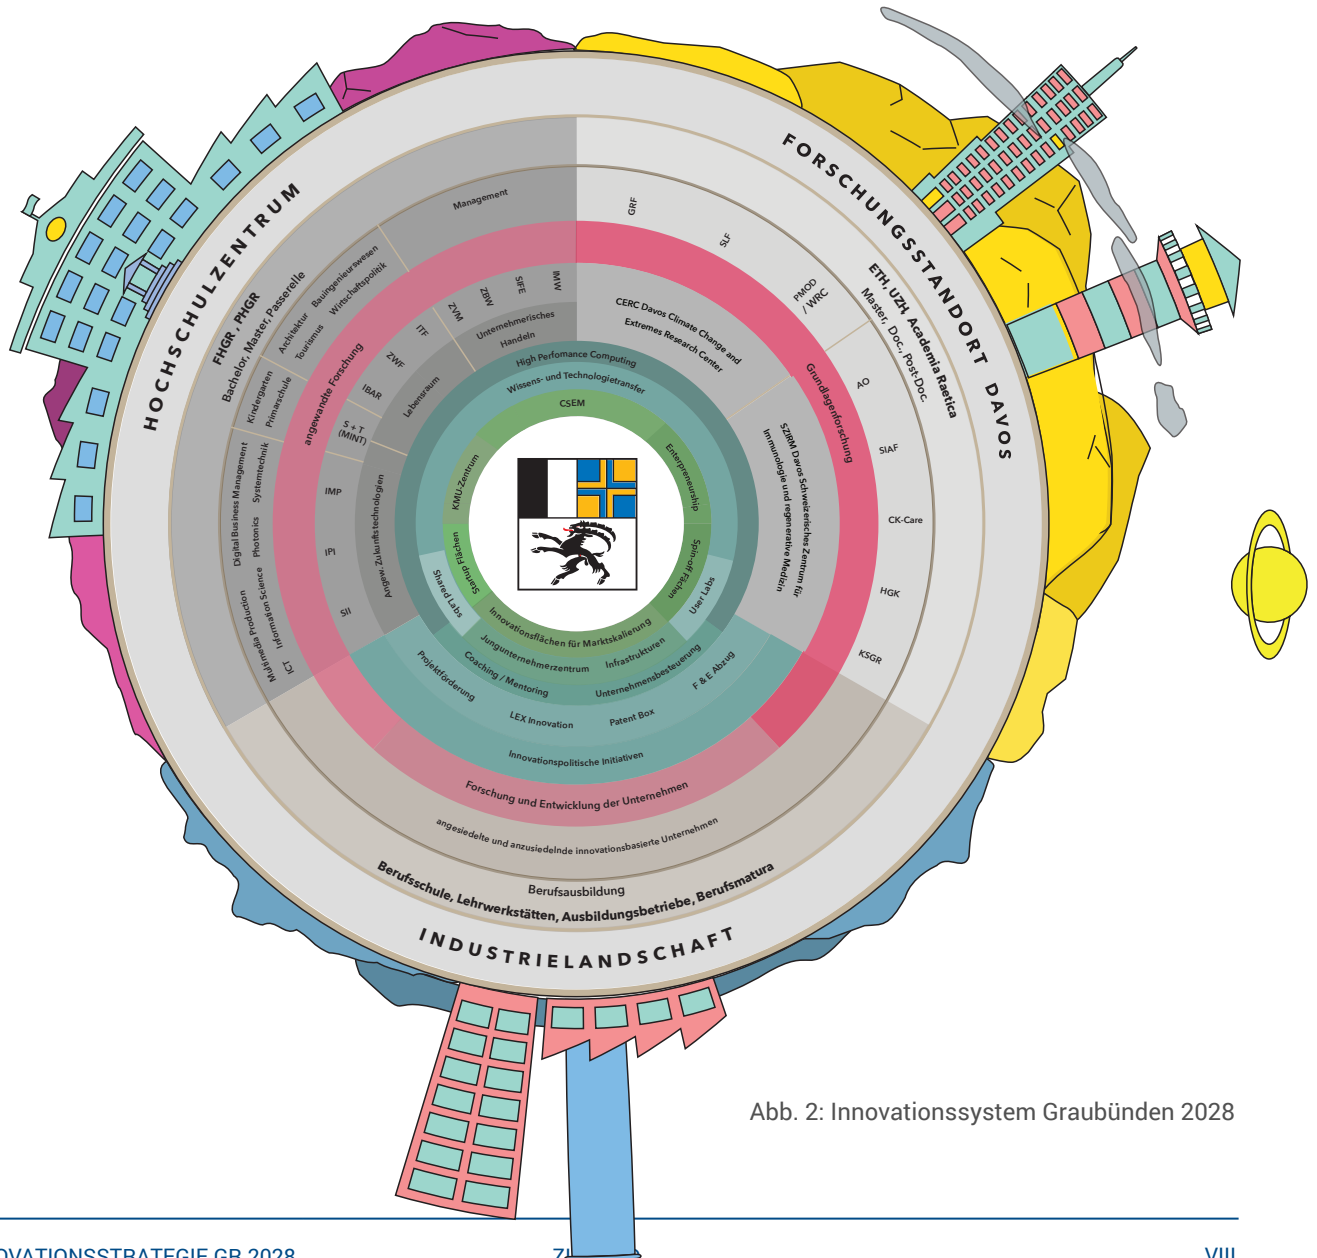 HOCHSCHULZENTRUM
FORSCHUNGSSTANDORT DAVOS
INDUSTRIELANDSCHAFT
FHGR, PHGR
Bachelor, Master, Passerelle
ETH, UZH, Academia Raetica
Master, Doc., Post-Doc.
Berufsausbildung
Berufsschule, Lehrwerkstätten, Ausbildungsbetriebe, Berufsmatura
Management
Bauingenieurswesen
Architektur
Wirtschaftspolitik
Tourismus
Kindergarten
Primarschule
Digital Business Management
Systemtechnik
Photonics
Multimedia Production
Information Science
ICT
GRF
SLF
PMOD
/ WRC
AO
SIAF
CK-Care
HGK
KSGR
angesiedelte und anzusiedelnde innovationsbasierte Unternehmen
angewandte Forschung
Grundlagenforschung
Forschung und Entwicklung der Unternehmen
IMW
SIFE
ZBW
ZVM
ITF
ZWF
IBAR
S + T
(MINT)
IMP
IPI
SII
Unternehmerisches
Handeln
Lebensraum
Angew. Zukunftstechnologien
CERC Davos Climate Change and
Extremes Research Center
SZIRM Davos Schweizerisches Zentrum für
Immunologie und regenerative Medizin
High Perfomance Computing
Wissens- und Technologietransfer
CSEM
KMU-Zentrum
Enterpreneurship
Startup Flächen
Spin-off Fächen
Shared Labs
User Labs
Innovationsflächen für Marktskalierung
Jungunternehmerzentrum
Infrastrukturen
Coaching / Mentoring
Unternehmensbesteuerung
Projektförderung
F & E Abzug
LEX Innovation
Patent Box
Innovationspolitische Initiativen
Abb. 2: Innovationssystem Graubünden 2028
OVATIONSSTRATEGIE GR 2028
VIII